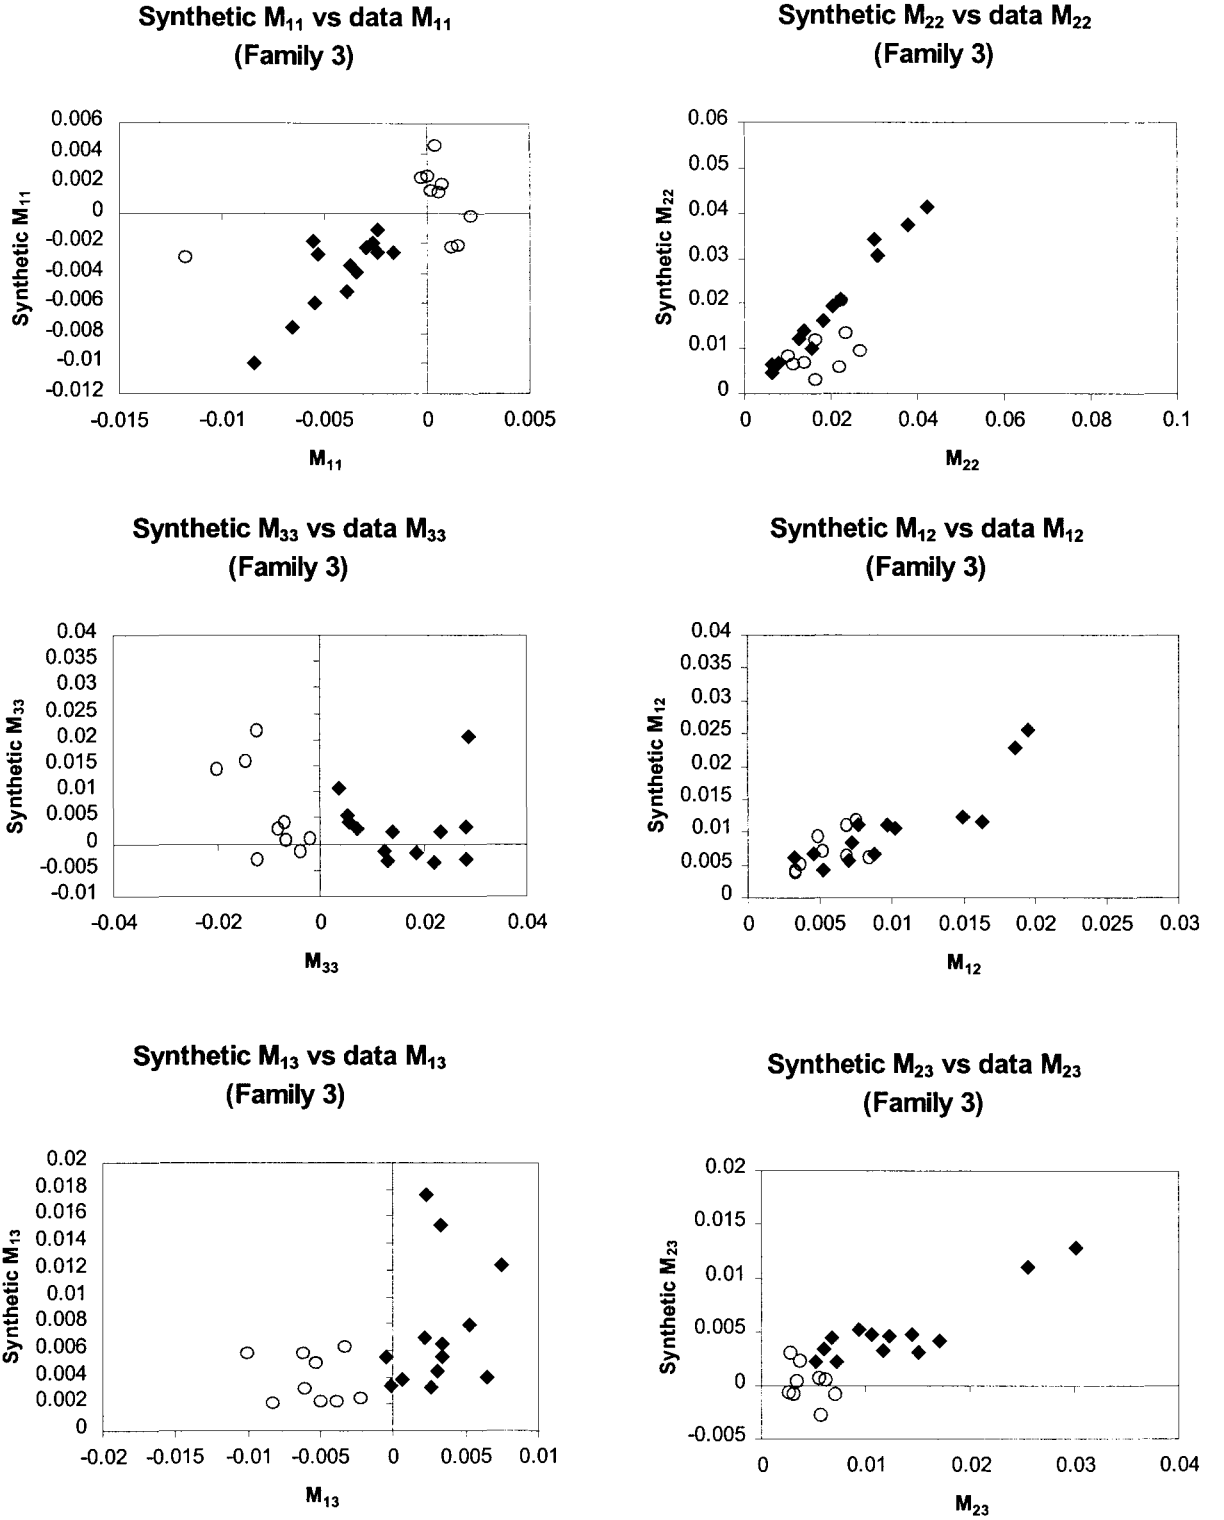 Synthetic M11 vs data M11
(Family 3)
0.006
0.004
0.002
0
-0.002
-0.004
-0.006
-0.008
-0.01
-0.012
Synthetic M11
-0.015 -0.01 -0.005 0 0.005
M11
Synthetic M22 vs data M22
(Family 3)
0.06
0.05
0.04
0.03
0.02
0.01
0
Synthetic M22
0 0.02 0.04 0.06 0.08 0.1
M22
Synthetic M33 vs data M33
(Family 3)
0.04
0.035
0.03
0.025
0.02
0.015
0.01
0.005
0
-0.005
-0.01
Synthetic M33
-0.04 -0.02 0 0.02 0.04
M33
Synthetic M12 vs data M12
(Family 3)
0.04
0.035
0.03
0.025
0.02
0.015
0.01
0.005
0
Synthetic M12
0 0.005 0.01 0.015 0.02 0.025 0.03
M12
Synthetic M13 vs data M13
(Family 3)
0.02
0.018
0.016
0.014
0.012
0.01
0.008
0.006
0.004
0.002
0
Synthetic M13
-0.02 -0.015 -0.01 -0.005 0 0.005 0.01
M13
Synthetic M23 vs data M23
(Family 3)
0.02
0.015
0.01
0.005
0
-0.005
Synthetic M23
0 0.01 0.02 0.03 0.04
M23